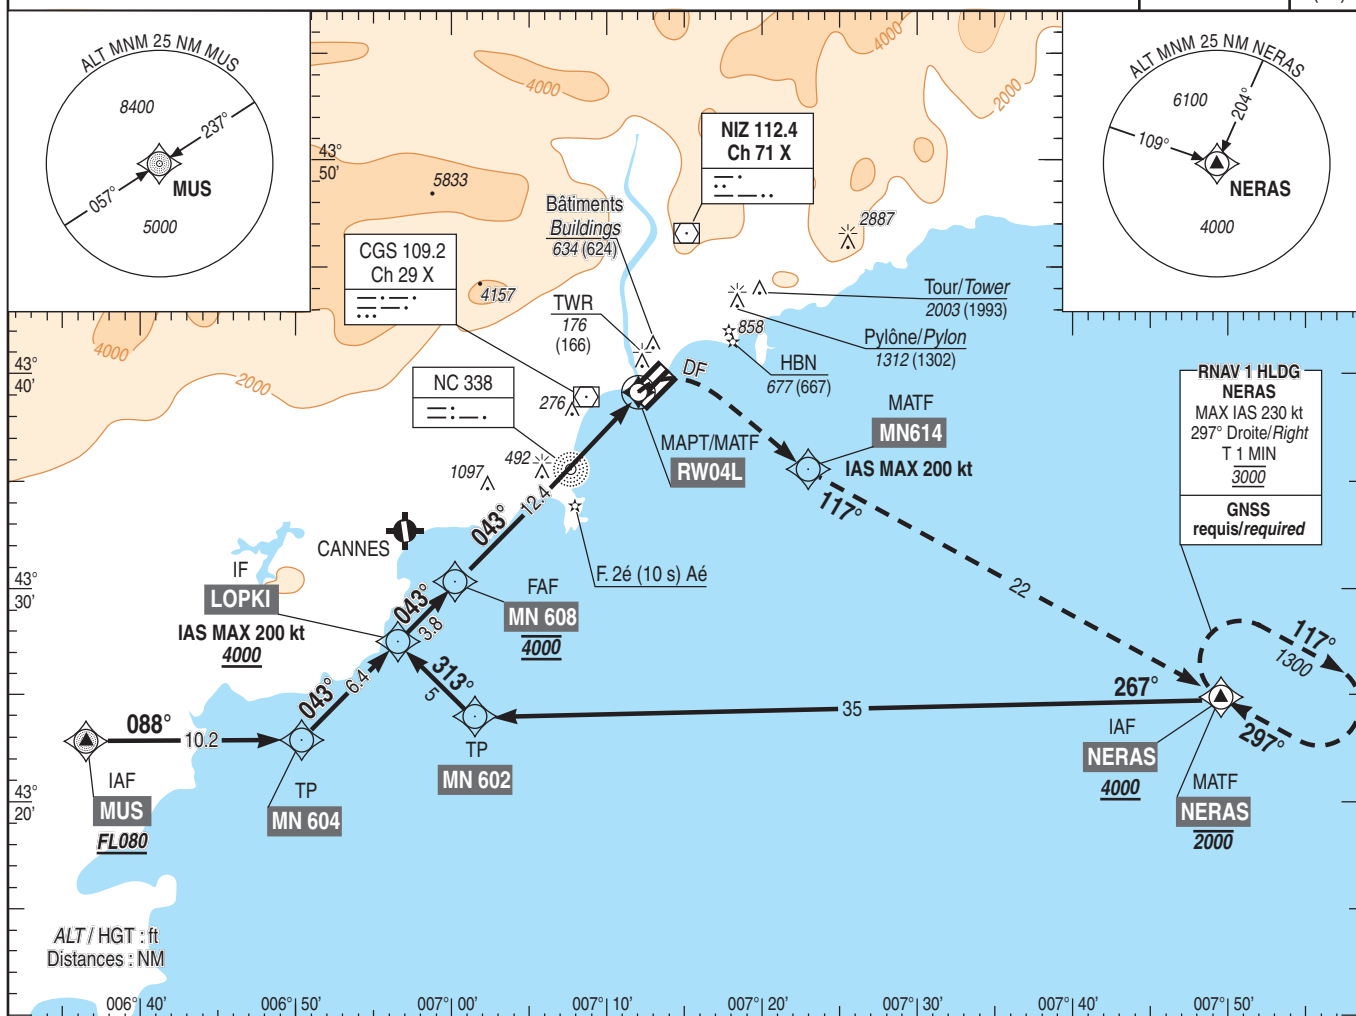 ALT MNM 25 NM MUS
8400
237°
057°
MUS
5000
ALT MNM 25 NM NERAS
6100
204°
109°
NERAS
4000
4000
4000
2000
43°
50'
5833
NIZ 112.4
Ch 71 X
Bâtiments
Buildings
634 (624)
2887
CGS 109.2
Ch 29 X
4157
TWR
176
(166)
Tour/Tower
2003 (1993)
858
Pylône/Pylon
1312 (1302)
HBN
677 (667)
4000
2000
43°
40'
NC 338
276
DF
RNAV 1 HLDG
NERAS
MAX IAS 230 kt
297° Droite/Right
T 1 MIN
3000
GNSS
requis/required
MATF
MN614
IAS MAX 200 kt
MAPT/MATF
RW04L
1097
492
12.4
043°
117°
CANNES
F. 2é (10 s) Aé
22
43°
30'
IF
LOPKI
IAS MAX 200 kt
4000
043°
3.8
FAF
MN 608
4000
117°
1300
043°
6.4
313°
5
267°
35
297°
088°
10.2
IAF
MUS
FL080
TP
MN 604
TP
MN 602
IAF
NERAS
4000
MATF
NERAS
2000
43°
20'
ALT / HGT : ft
Distances : NM
006° 40'
006° 50'
007° 00'
007° 10'
007° 20'
007° 30'
007° 40'
007° 50'